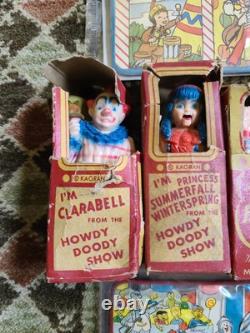 © KAGRAN
I'M
CLARABELL
FROM THE
HOWDY
DOODY
SHOW
© KAGRAN
I'M PRINCESS
SUMMERFALL
WINTERSPRING
FROM THE
HOWDY
DOODY
SHOW